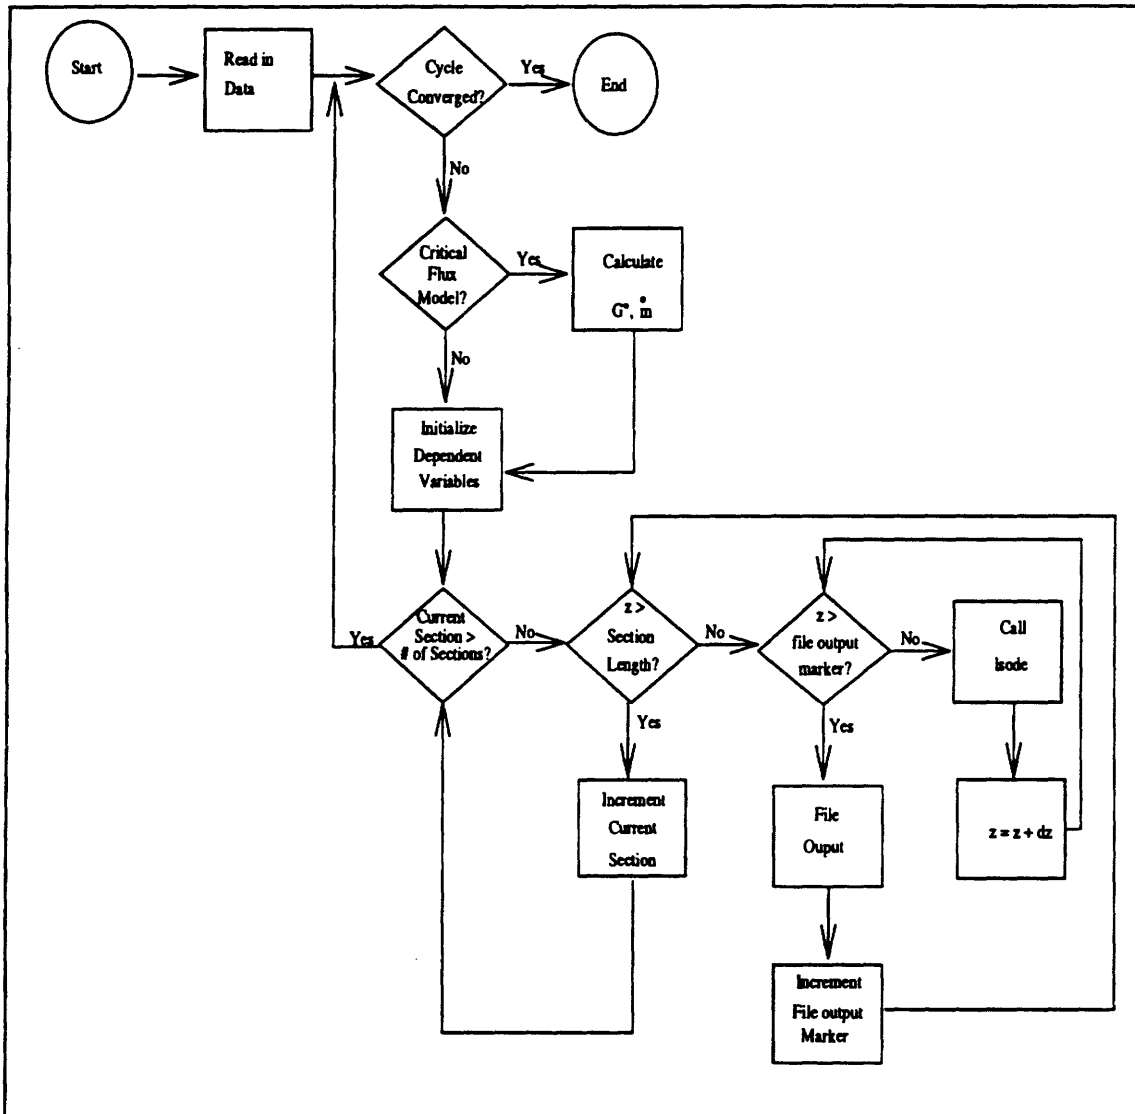 Start
Read in
Data
Cycle
Converged?
Yes
End
No
Critical
Flux
Model?
Yes
Calculate
G*, ṁ
No
Initialize
Dependent
Variables
Current
Section >
# of Sections?
Yes
No
z >
Section
Length?
No
z >
file output
marker?
No
Call
lsode
Yes
Yes
Increment
Current
Section
File
Ouput
z = z + dz
Increment
File output
Marker